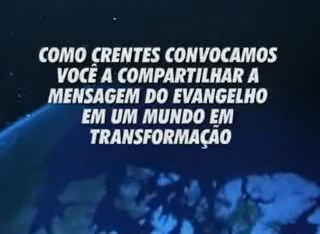 COMO CRENTES CONVOCAMOS
VOCÊ A COMPARTILHAR A
MENSAGEM DO EVANGELHO
EM UM MUNDO EM
TRANSFORMAÇÃO